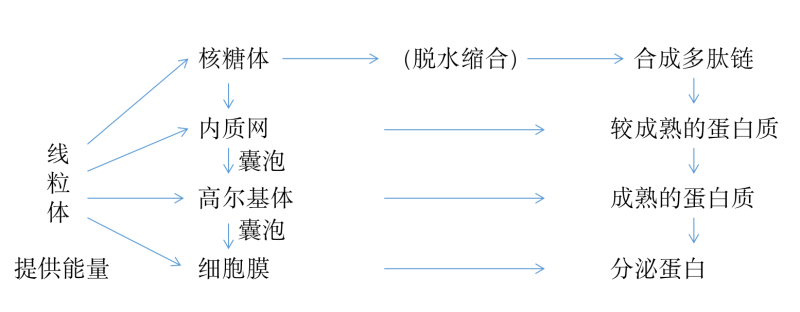 核糖体 （脱水缩合） 合成多肽链
内质网 较成熟的蛋白质
线
粒
体
囊泡
高尔基体 成熟的蛋白质
囊泡
提供能量 细胞膜 分泌蛋白